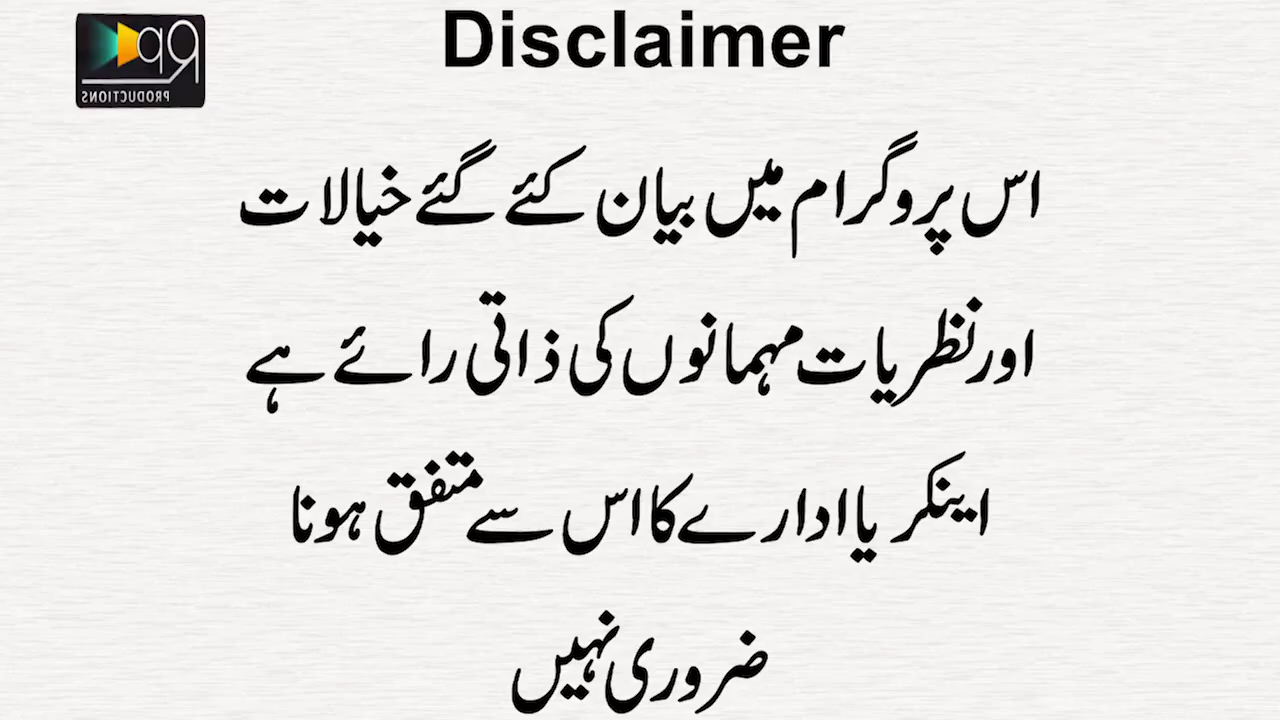 Disclaimer
PRODUCTIONS
اس پروگرام میں بیان کئے گئے خیالات
اور نظریات مہمانوں کی ذاتی رائے ہے
اینکر یا ادارے کا اس سے متفق ہونا
ضروری نہیں